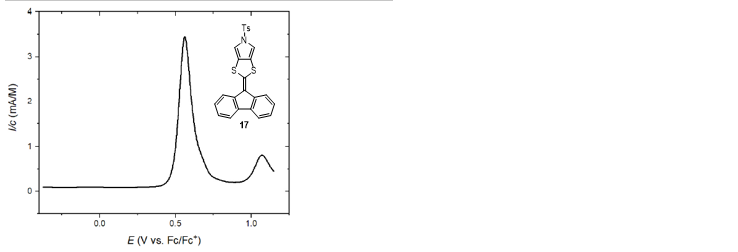 4
3
2
1
0
I/c (mA/M)
Ts
N
S S
17
0.0 0.5 1.0
E (V vs. Fc/Fc⁺)